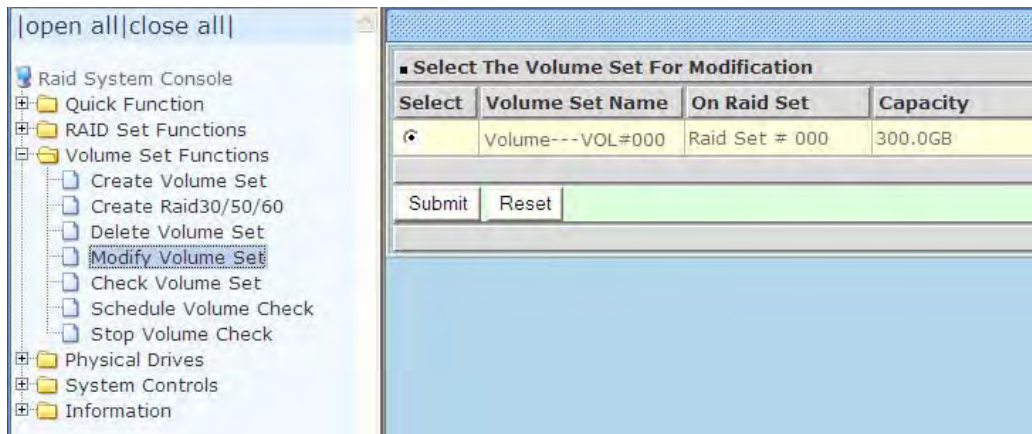 |open all|close all|
Raid System Console
Quick Function
RAID Set Functions
Volume Set Functions
Create Volume Set
Create Raid30/50/60
Delete Volume Set
Modify Volume Set
Check Volume Set
Schedule Volume Check
Stop Volume Check
Physical Drives
System Controls
Information
Select The Volume Set For Modification
Select Volume Set Name On Raid Set Capacity
Volume---VOL#000 Raid Set # 000 300.0GB
Submit Reset